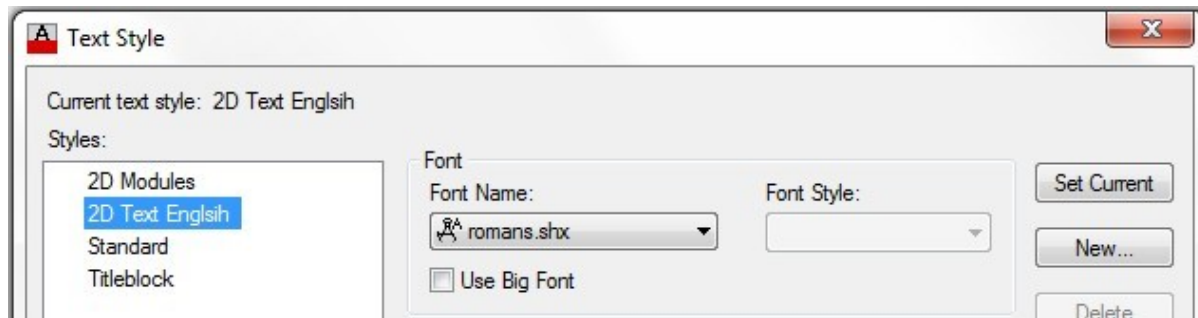 Text Style
Current text style: 2D Text Englsih
Styles:
2D Modules
2D Text Englsih
Standard
Titleblock
Font
Font Name:
romans.shx
Use Big Font
Font Style:
Set Current
New...
Delete